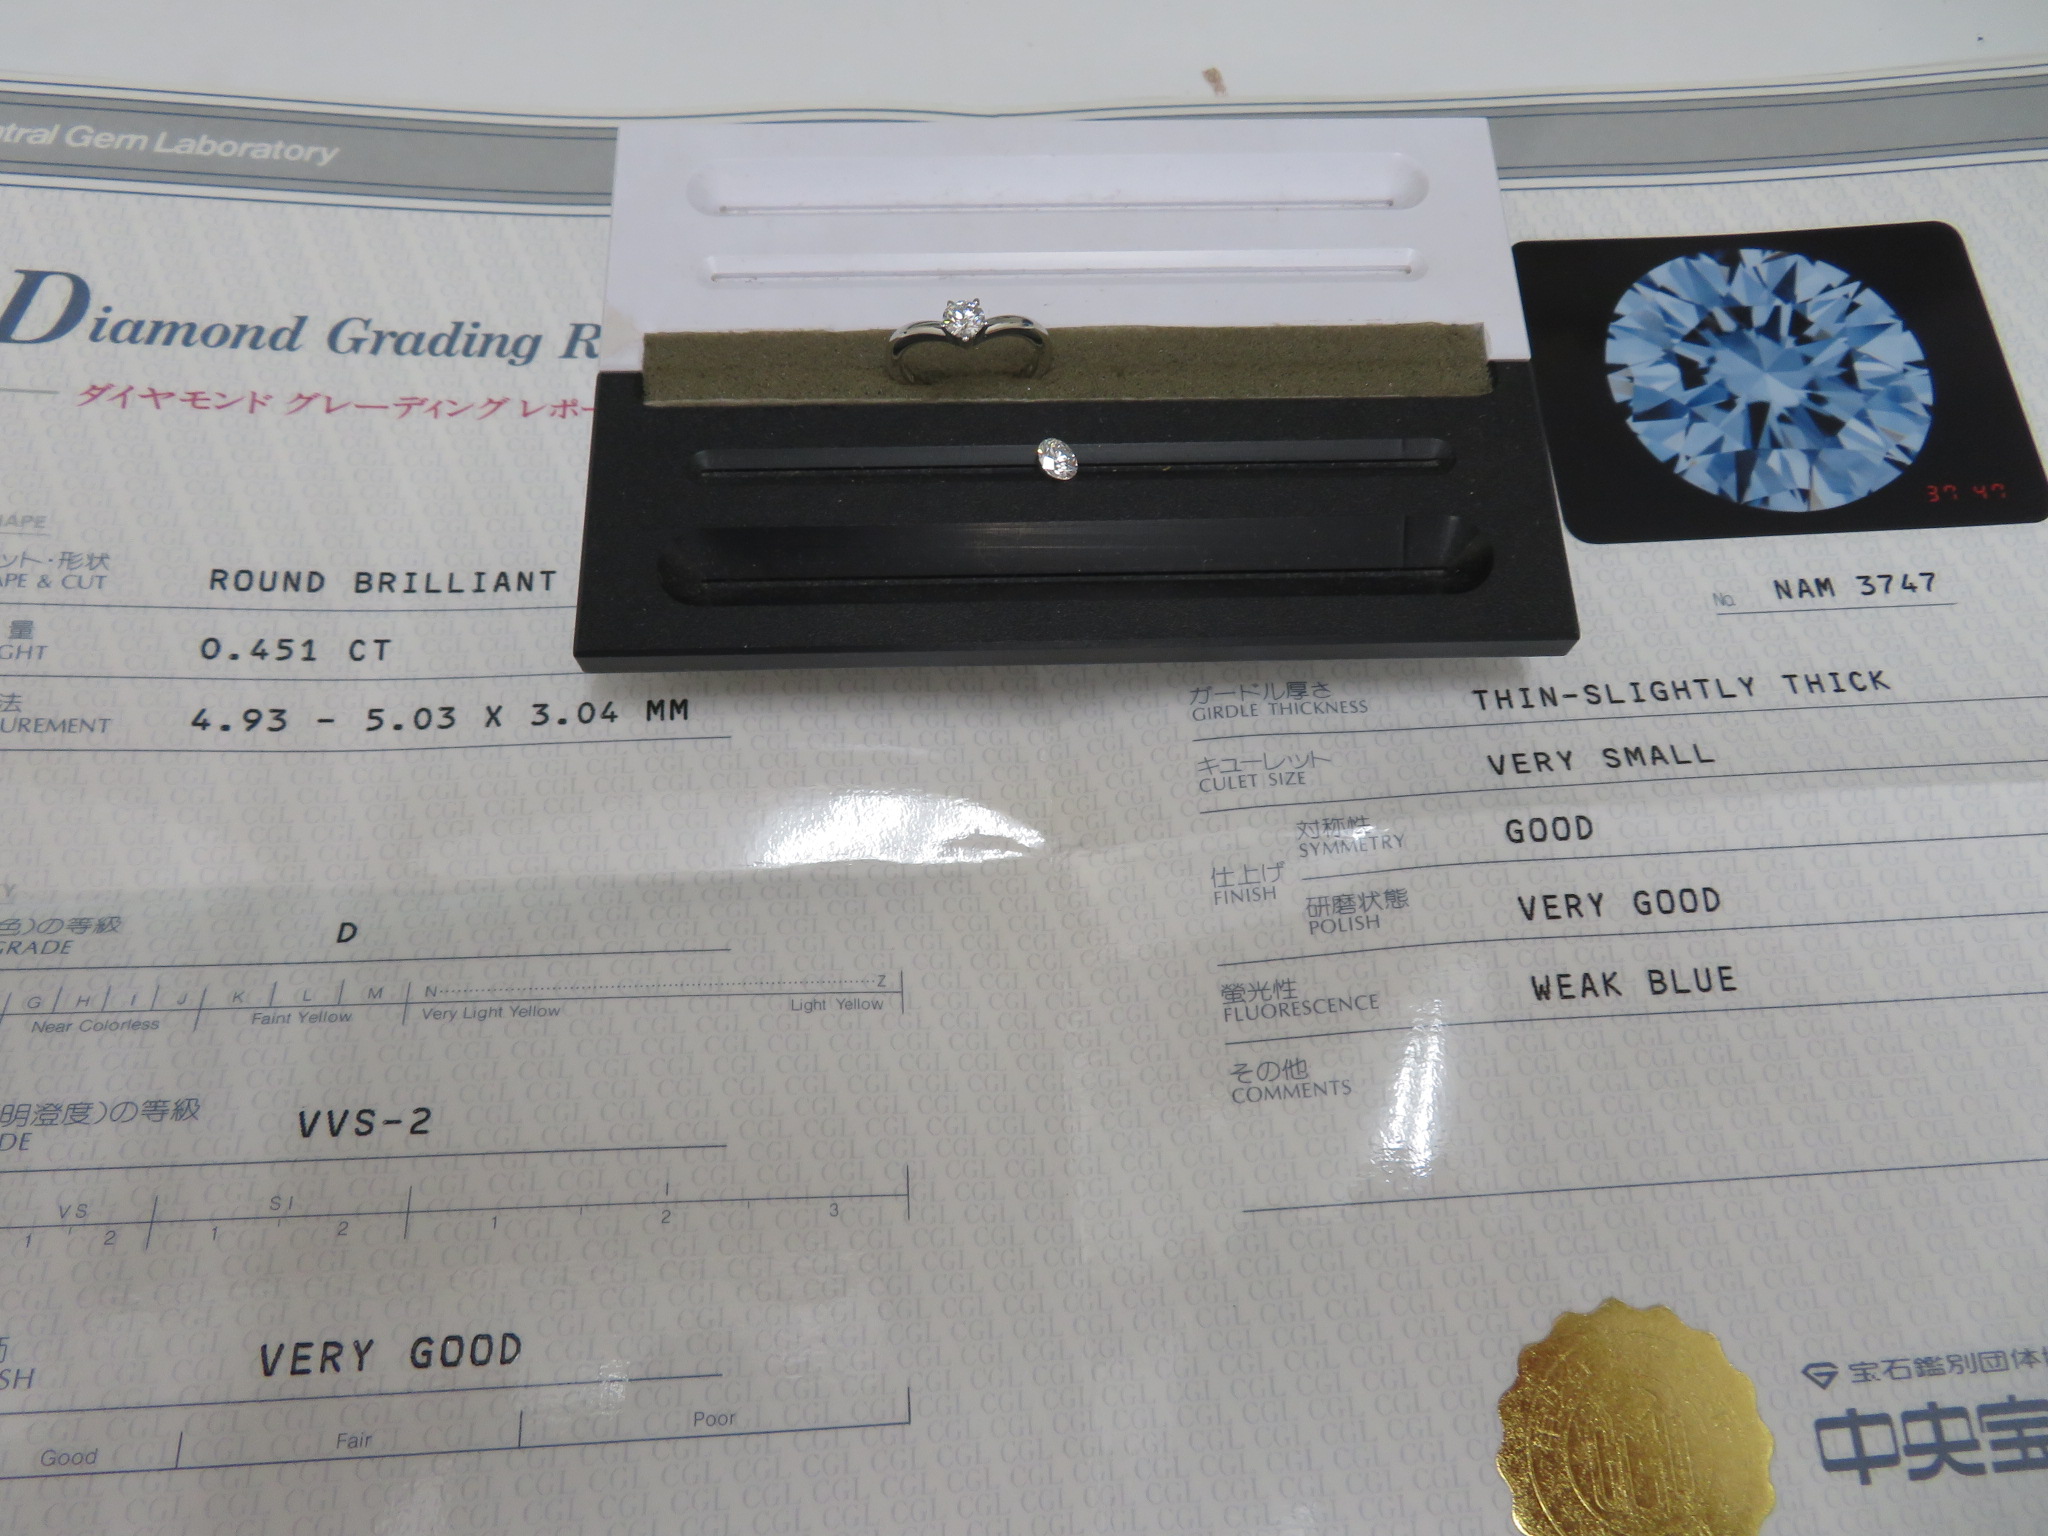 ntral Gem Laboratory
Diamond Grading R
ダイヤモンド グレーディング レポー
37 47
No. NAM 3747
HAPE
ット・形状
APE & CUT
ROUND BRILLIANT
量
GHT
0.451 CT
法
UREMENT
4.93 - 5.03 X 3.04 MM
Y
色)の等級
GRADE
D
G H I J K L M N Z
Near Colorless Faint Yellow Very Light Yellow Light Yellow
明澄度)の等級
DE
VVS-2
VS SI
1 2 1 2 1 2 3
SH
VERY GOOD
Good Fair Poor
ガードル厚さ
GIRDLE THICKNESS
THIN-SLIGHTLY THICK
キューレット
CULET SIZE
VERY SMALL
仕上げ
FINISH
対称性
SYMMETRY
GOOD
研磨状態
POLISH
VERY GOOD
螢光性
FLUORESCENCE
WEAK BLUE
その他
COMMENTS
宝石鑑別団体
中央宝